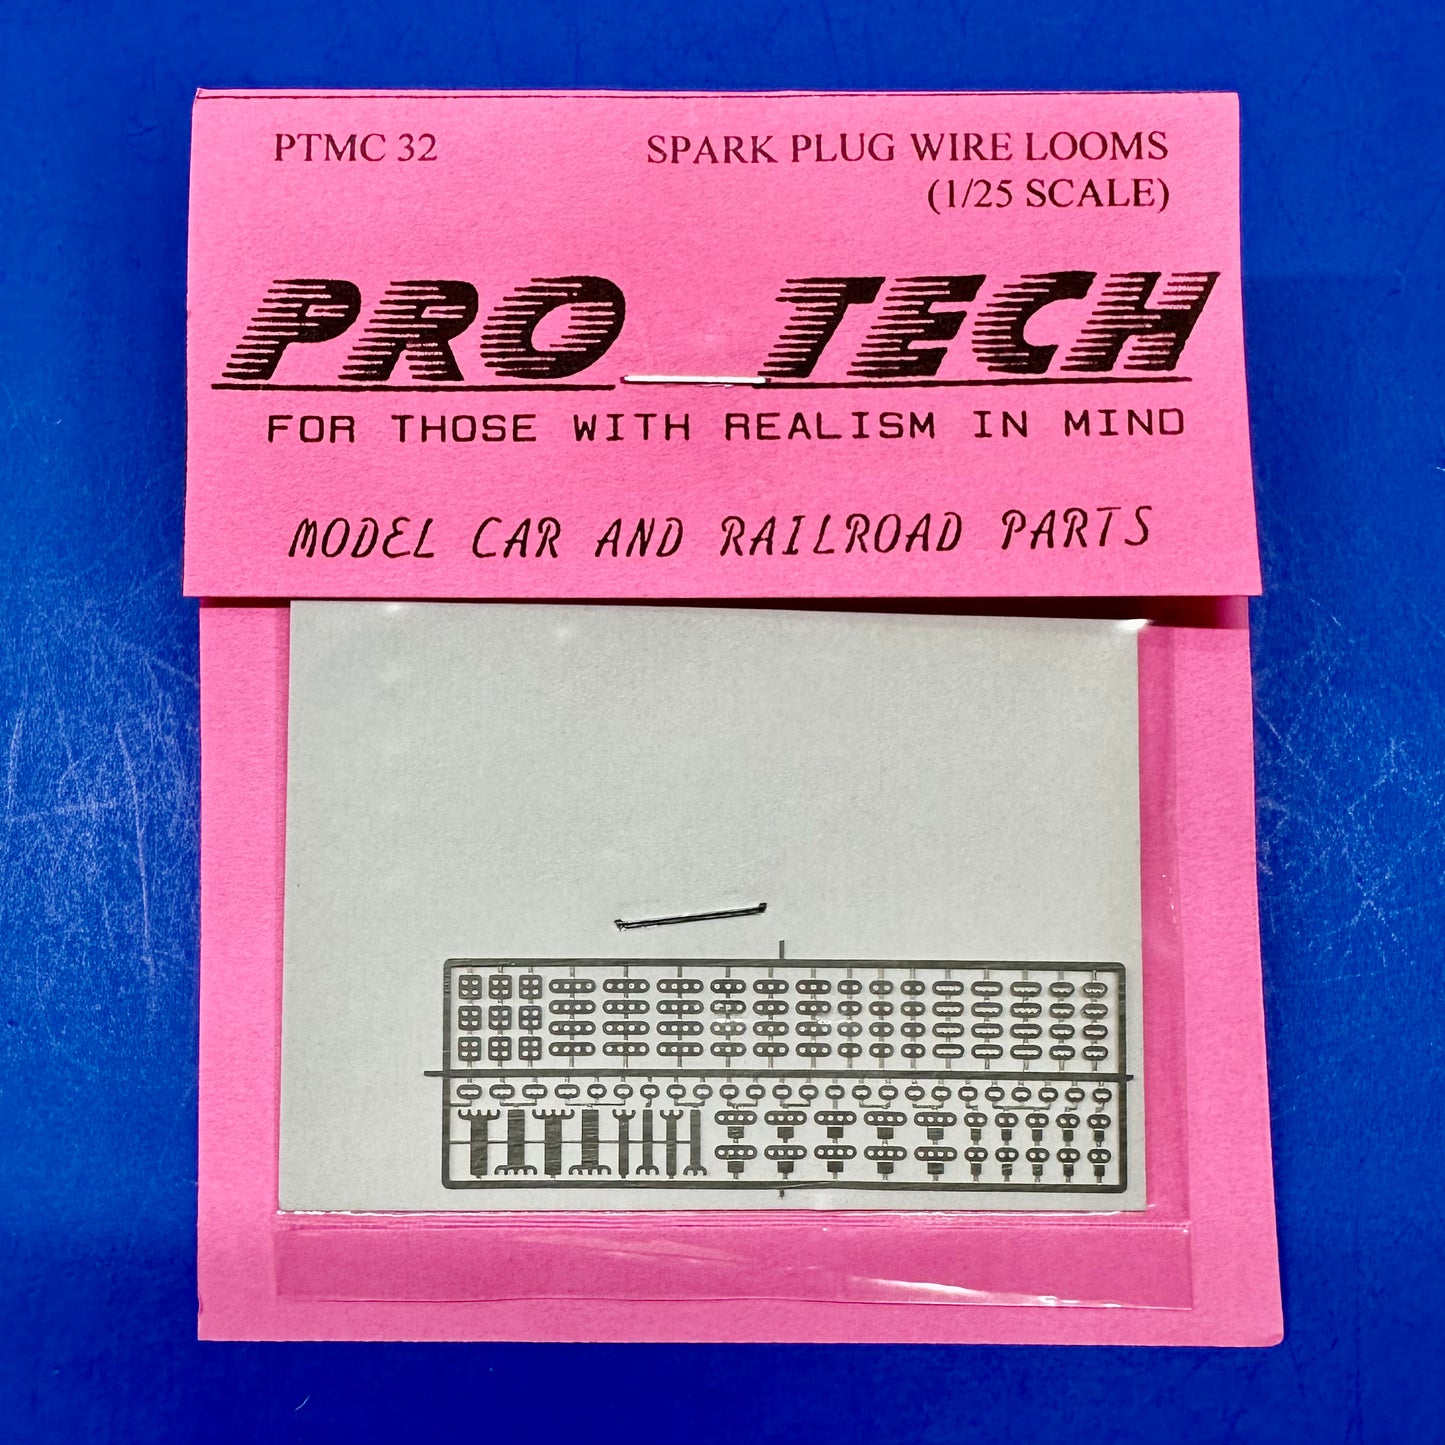 PTMC 32
SPARK PLUG WIRE LOOMS
(1/25 SCALE)
PRO TECH
FOR THOSE WITH REALISM IN MIND
MODEL CAR AND RAILROAD PARTS